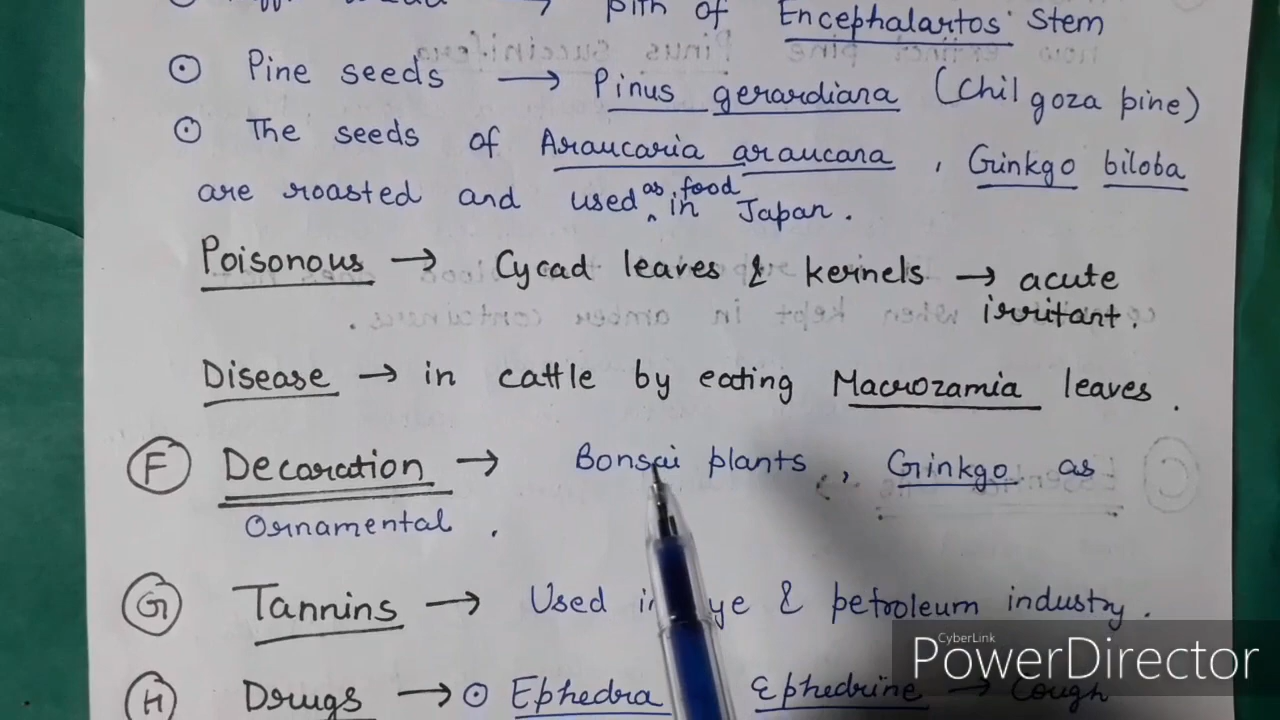 → pith of Encephalartos Stem
⊙ Pine seeds → Pinus gerardiana (Chilgoza pine)
⊙ The seeds of Araucaria araucana , Ginkgo biloba
are roasted and used as food in Japan .
Poisonous → Cycad leaves & kernels → acute
irritant .
Disease → in cattle by eating Macrozamia leaves .
F Decoration → Bonsai plants , Ginkgo as
Ornamental .
G Tannins → Used in ye & petroleum industry .
H Drugs → ⊙ Ephedra Ephedrine → Cough
CyberLink
PowerDirector